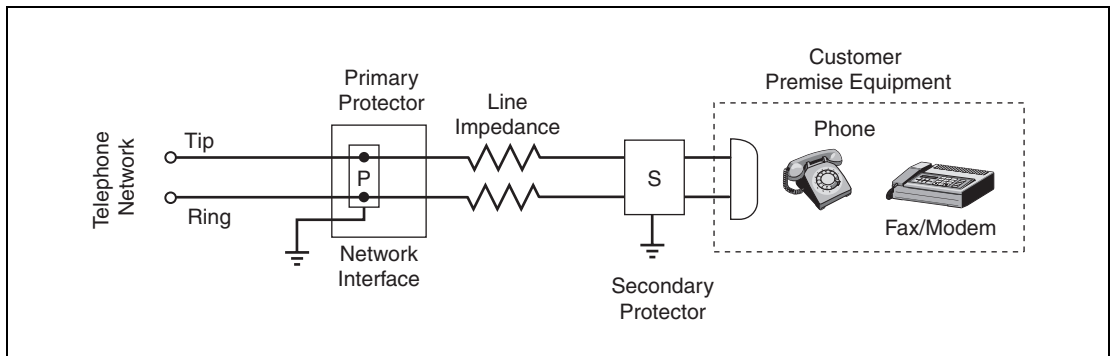 Customer
Premise Equipment
Primary
Protector
Line
Impedance
Phone
Telephone
Network
Tip
P
S
Ring
Fax/Modem
Network
Interface
Secondary
Protector